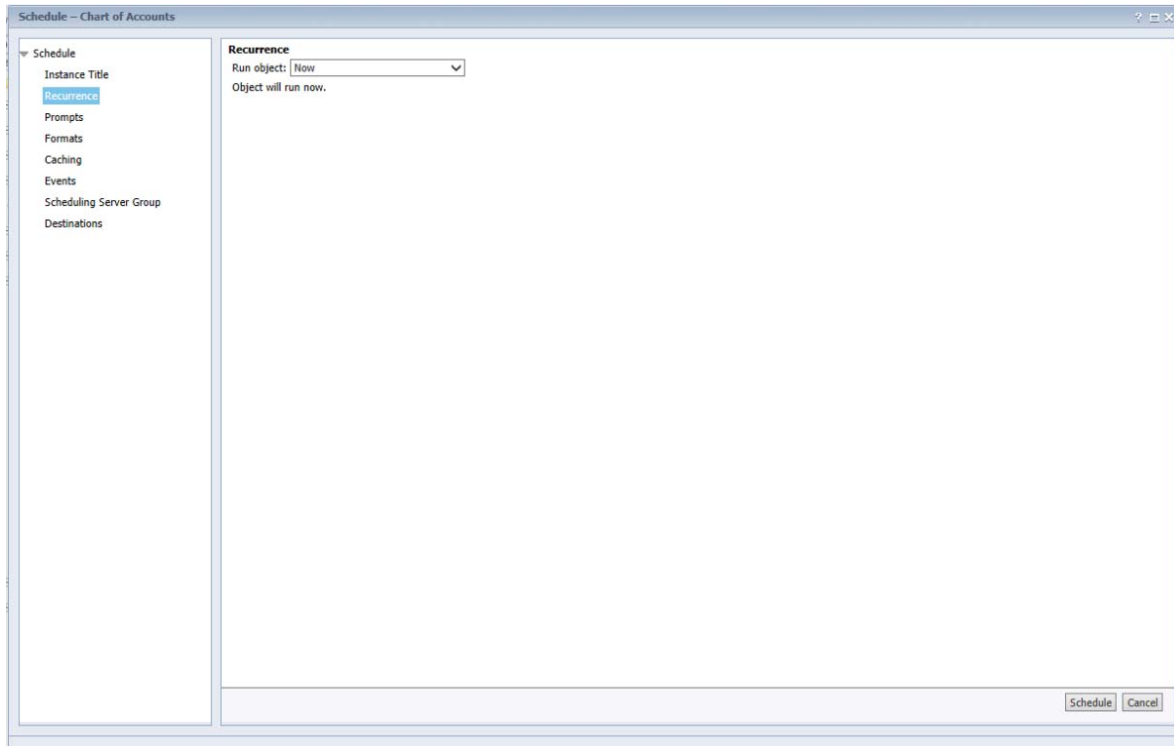 Schedule – Chart of Accounts
Schedule
Instance Title
Recurrence
Prompts
Formats
Caching
Events
Scheduling Server Group
Destinations
Recurrence
Run object: Now
Object will run now.
Schedule Cancel